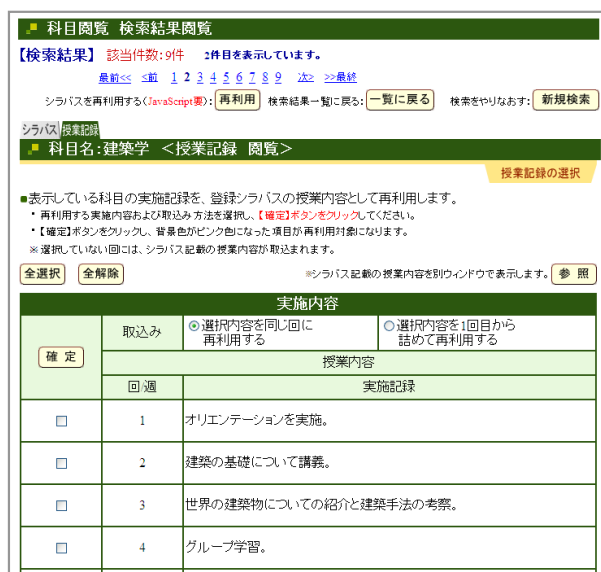 科目閲覧 検索結果閲覧
【検索結果】 該当件数:9件 2件目を表示しています。
最前<< <前 1 2 3 4 5 6 7 8 9 次> >>最終
シラバスを再利用する(JavaScript要): 再利用 検索結果一覧に戻る: 一覧に戻る 検索をやりなおす: 新規検索
シラバス 授業記録
科目名:建築学 <授業記録 閲覧>
授業記録の選択
■表示している科目の実施記録を、登録シラバスの授業内容として再利用します。
・再利用する実施内容および取込み方法を選択し、【確定】ボタンをクリックしてください。
・【確定】ボタンをクリックし、背景色がピンク色になった項目が再利用対象になります。
※選択していない回には、シラバス記載の授業内容が取込まれます。
全選択 全解除 ※シラバス記載の授業内容を別ウィンドウで表示します。 参 照
実施内容
確 定 取込み 選択内容を同じ回に再利用する 選択内容を1回目から詰めて再利用する
授業内容
回/週 実施記録
1 オリエンテーションを実施。
2 建築の基礎について講義。
3 世界の建築物についての紹介と建築手法の考察。
4 グループ学習。